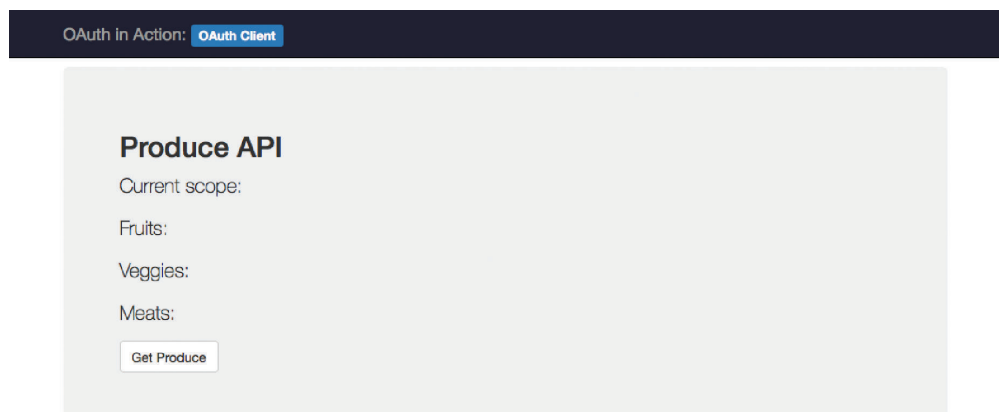 OAuth in Action: OAuth Client
Produce API
Current scope:
Fruits:
Veggies:
Meats:
Get Produce